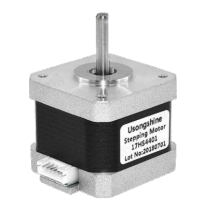 Usongshine
Stepping Motor
17HS4401
Lot No:20180701